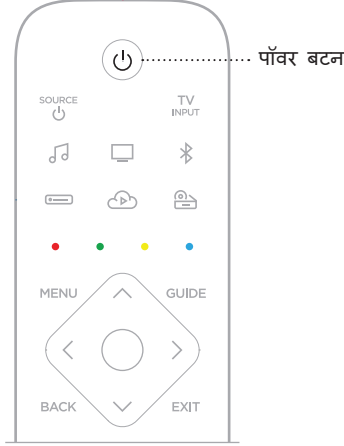 पॉवर बटन
SOURCE
TV
INPUT
MENU
GUIDE
BACK
EXIT